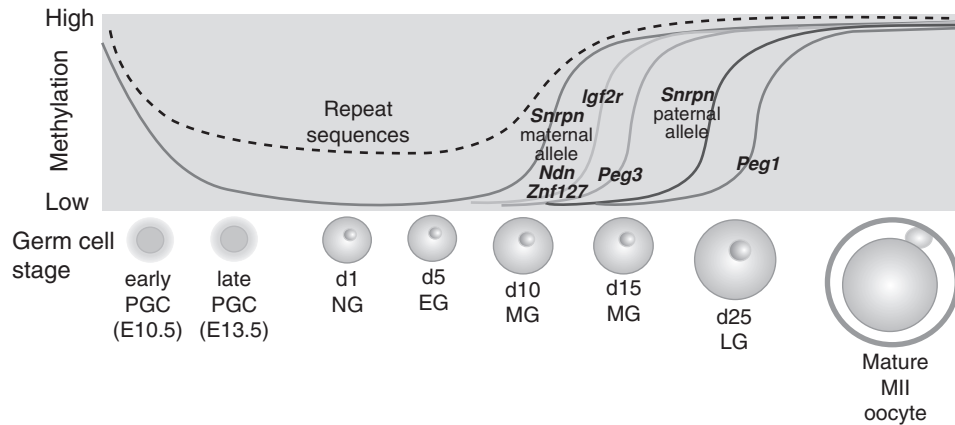 High
Methylation
Low
Repeat
sequences
Snrpn
maternal
allele
Ndn
Znf127
Igf2r
Peg3
Snrpn
paternal
allele
Peg1
Germ cell
stage
early
PGC
(E10.5)
late
PGC
(E13.5)
d1
NG
d5
EG
d10
MG
d15
MG
d25
LG
Mature
MII
oocyte